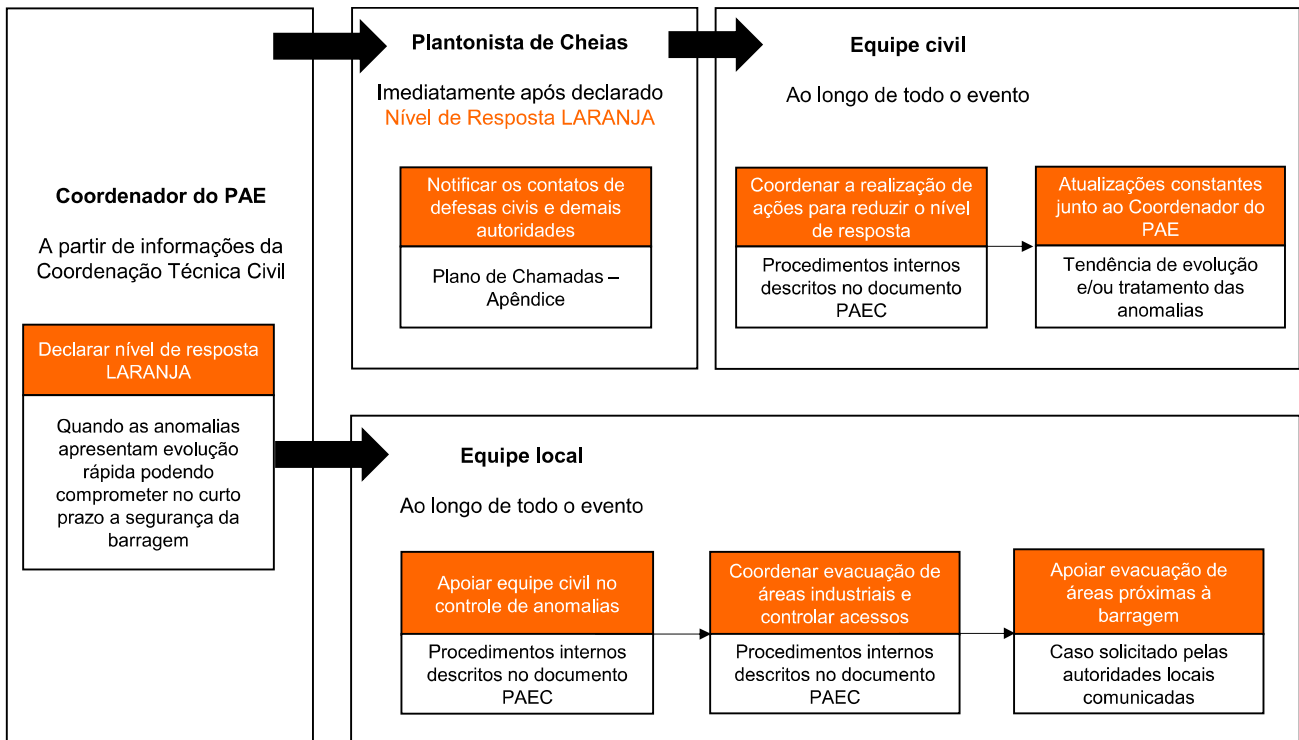 Coordenador do PAE
A partir de informações da
Coordenação Técnica Civil
Declarar nível de resposta
LARANJA
Quando as anomalias
apresentam evolução
rápida podendo
comprometer no curto
prazo a segurança da
barragem
Plantonista de Cheias
Imediatamente após declarado
Nível de Resposta LARANJA
Notificar os contatos de
defesas civis e demais
autoridades
Plano de Chamadas –
Apêndice
Equipe civil
Ao longo de todo o evento
Coordenar a realização de
ações para reduzir o nível
de resposta
Procedimentos internos
descritos no documento
PAEC
Atualizações constantes
junto ao Coordenador do
PAE
Tendência de evolução
e/ou tratamento das
anomalias
Equipe local
Ao longo de todo o evento
Apoiar equipe civil no
controle de anomalias
Procedimentos internos
descritos no documento
PAEC
Coordenar evacuação de
áreas industriais e
controlar acessos
Procedimentos internos
descritos no documento
PAEC
Apoiar evacuação de
áreas próximas à
barragem
Caso solicitado pelas
autoridades locais
comunicadas